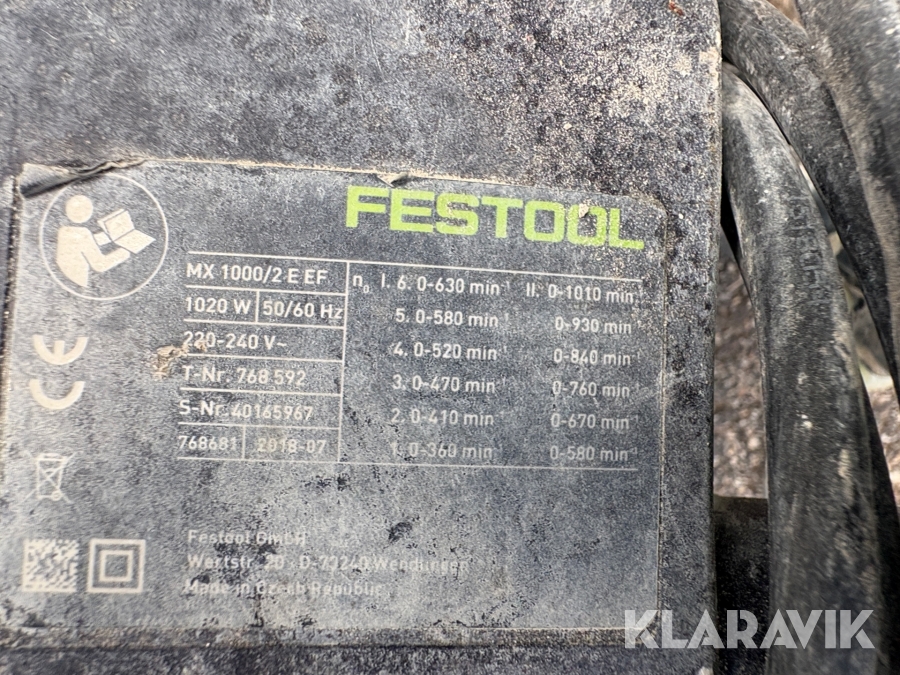 FESTOOL
MX 1000/2 E EF
1020 W 50/60 Hz
220-240 V~
T-Nr. 768 592
S-Nr. 40165967
768681 2018-07
n₀ I. 6. 0-630 min⁻¹ II. 0-1010 min⁻¹
5. 0-580 min⁻¹ 0-930 min⁻¹
4. 0-520 min⁻¹ 0-840 min⁻¹
3. 0-470 min⁻¹ 0-760 min⁻¹
2. 0-410 min⁻¹ 0-670 min⁻¹
1. 0-360 min⁻¹ 0-580 min⁻¹
CE
Festool GmbH
Wertstr. 20 · D-73240 Wendlingen
Made in Czech Republic
KLARAVIK